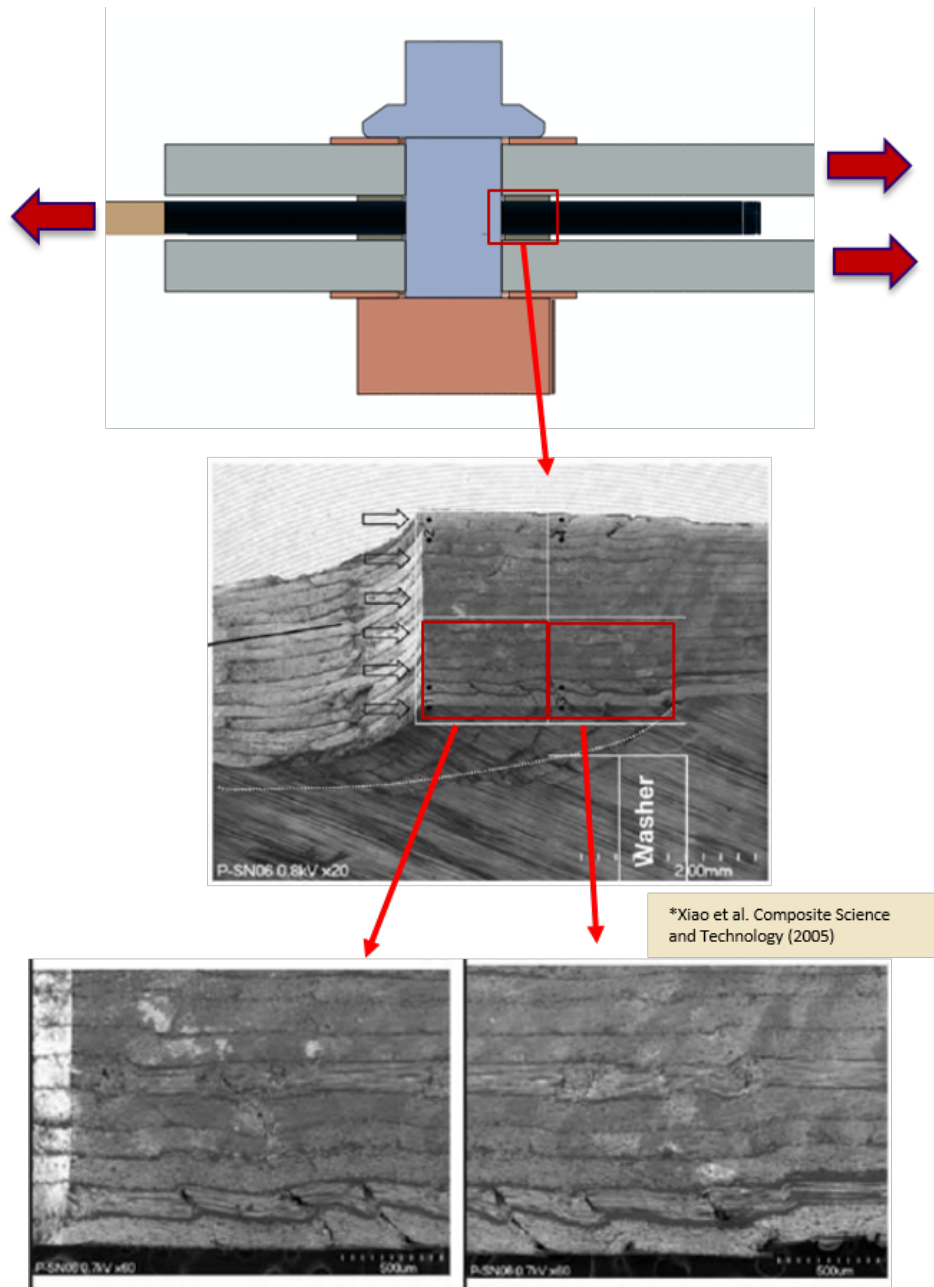 Washer
P-SN06 0.8kV x20
2.00mm
*Xiao et al. Composite Science
and Technology (2005)
P-SN06 0.7kV x60
500um
P-SN06 0.7kV x60
500um